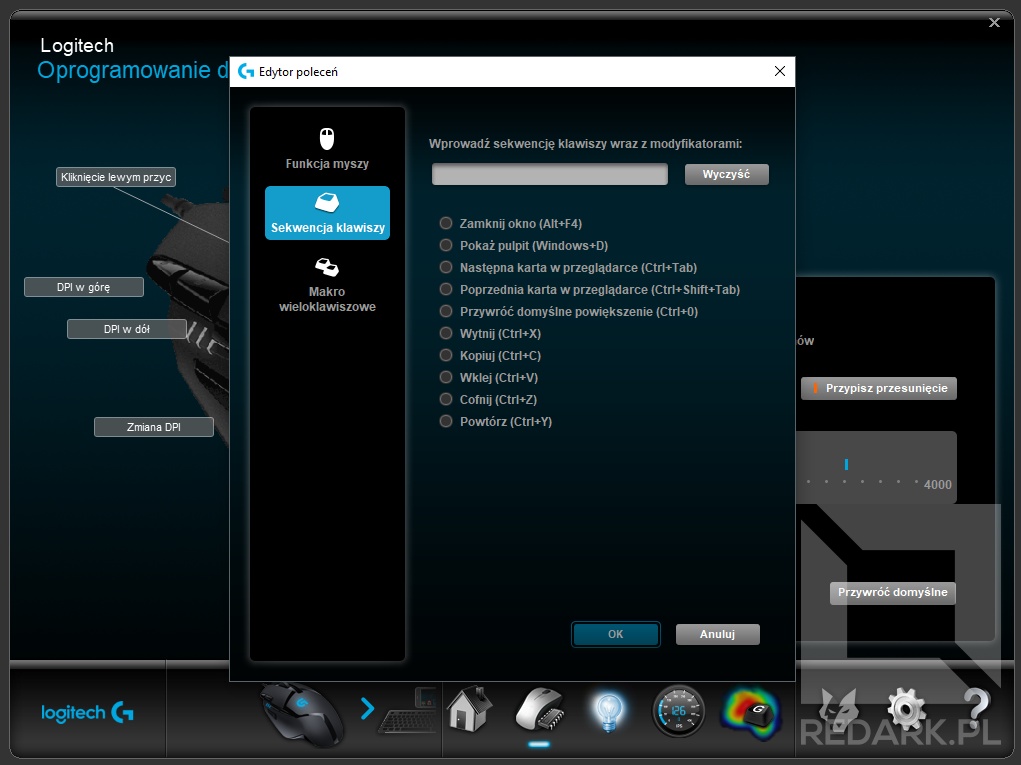 Logitech
Oprogramowanie d
Edytor poleceń
Kliknięcie lewym przyc
DPI w górę
DPI w dół
Zmiana DPI
Funkcja myszy
Sekwencja klawiszy
Makro
wieloklawiszowe
Wprowadź sekwencję klawiszy wraz z modyfikatorami:
Wyczyść
Zamknij okno (Alt+F4)
Pokaż pulpit (Windows+D)
Następna karta w przeglądarce (Ctrl+Tab)
Poprzednia karta w przeglądarce (Ctrl+Shift+Tab)
Przywróć domyślne powiększenie (Ctrl+0)
Wytnij (Ctrl+X)
Kopiuj (Ctrl+C)
Wklej (Ctrl+V)
Cofnij (Ctrl+Z)
Powtórz (Ctrl+Y)
OK
Anuluj
ów
Przypisz przesunięcie
4000
Przywróć domyślne
logitech
126
G
?
REDARK.PL